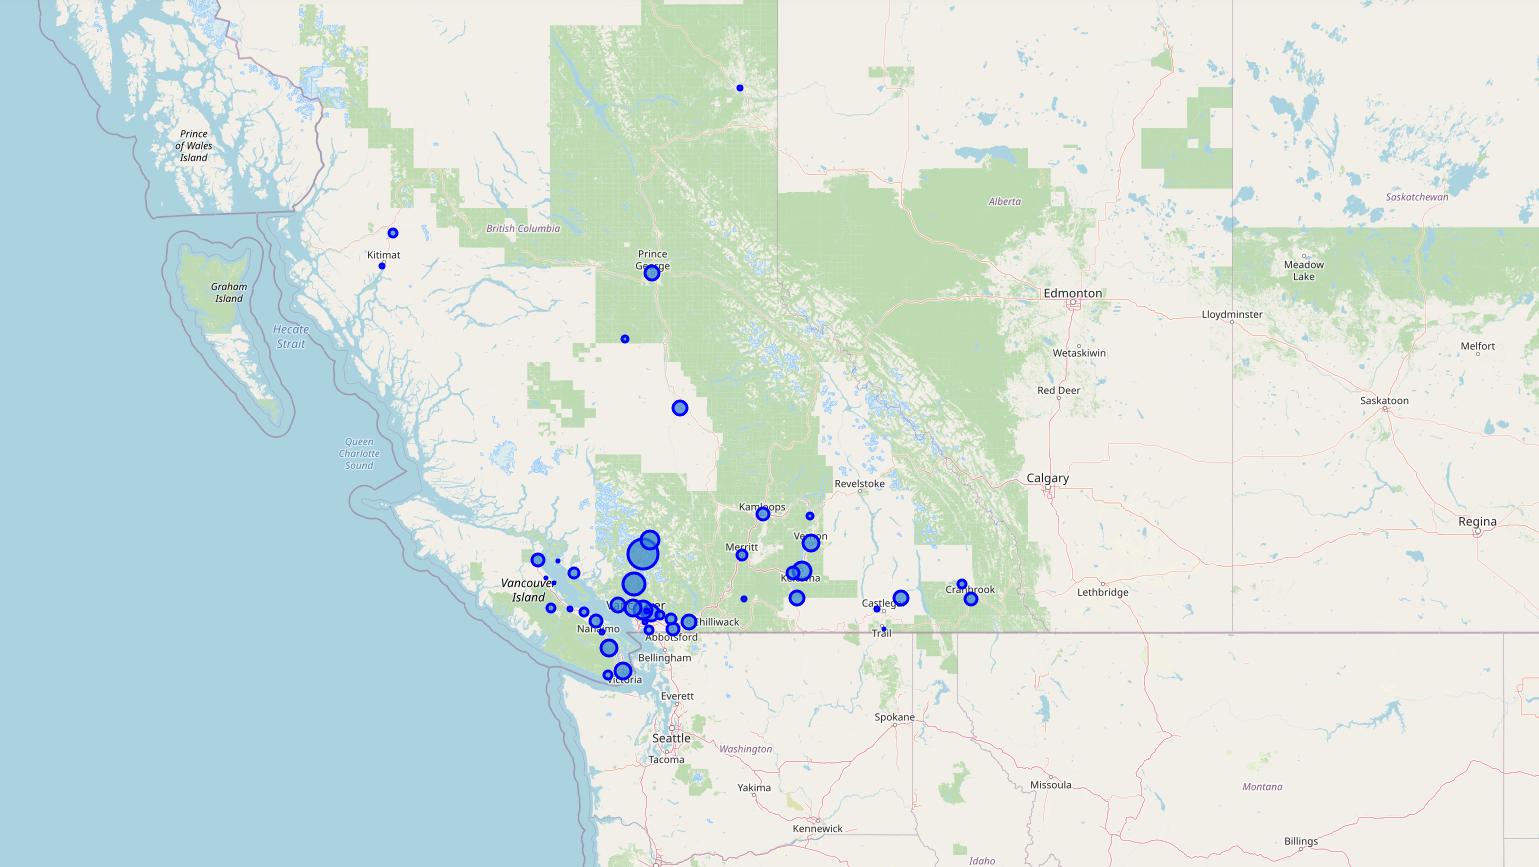 Prince
of Wales
Island
British Columbia
Alberta
Saskatchewan
Kitimat
Prince
George
Meadow
Lake
Graham
Island
Edmonton
Lloydminster
Hecate
Strait
Wetaskiwin
Melfort
Red Deer
Saskatoon
Queen
Charlotte
Sound
Calgary
Revelstoke
Kamloops
Regina
Vernon
Merritt
Kelowna
Vancouver
Island
Cranbrook
Lethbridge
Vancouver
Castlegar
Chilliwack
Nanaimo
Abbotsford
Trail
Bellingham
Victoria
Everett
Spokane
Seattle
Washington
Tacoma
Missoula
Montana
Yakima
Kennewick
Billings
Idaho